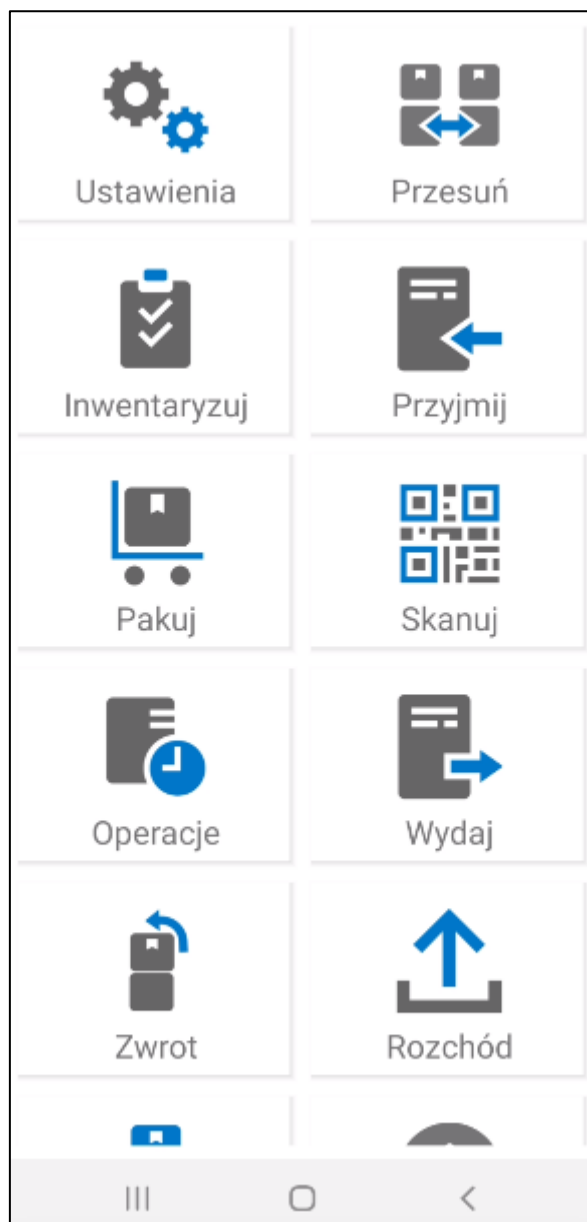 Ustawienia
Przesuń
Inwentaryzuj
Przyjmij
Pakuj
Skanuj
Operacje
Wydaj
Zwrot
Rozchód